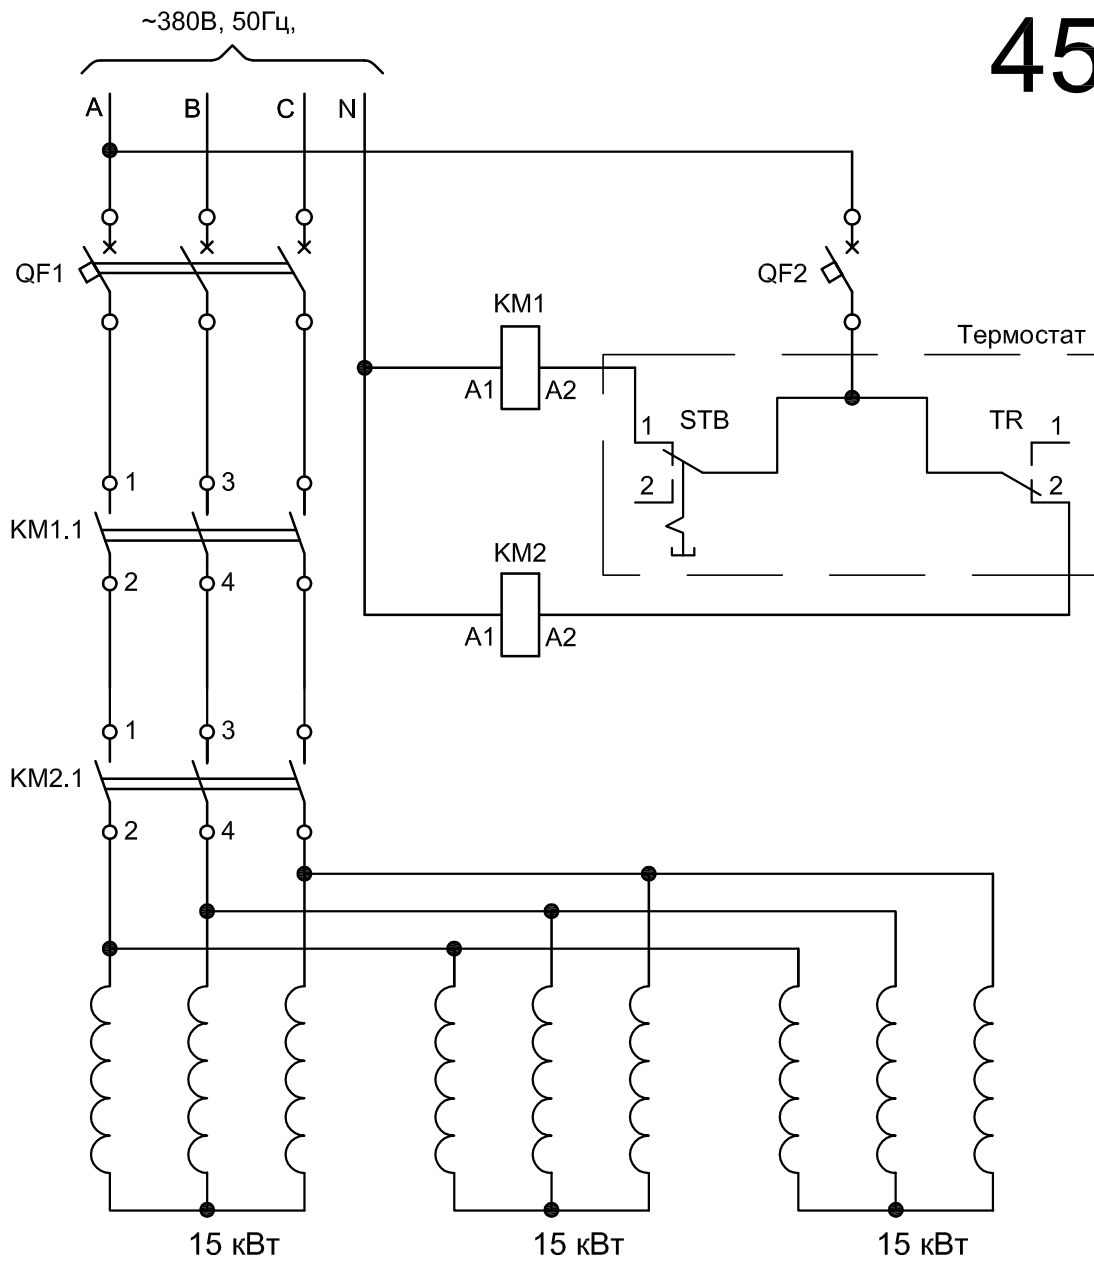 ~380В, 50Гц,
45
A B C N
QF1
QF2
KM1
Термостат
A1 A2
1 STB TR 1
2 2
1 3
KM1.1
2 4
KM2
A1 A2
1 3
KM2.1
2 4
15 кВт 15 кВт 15 кВт